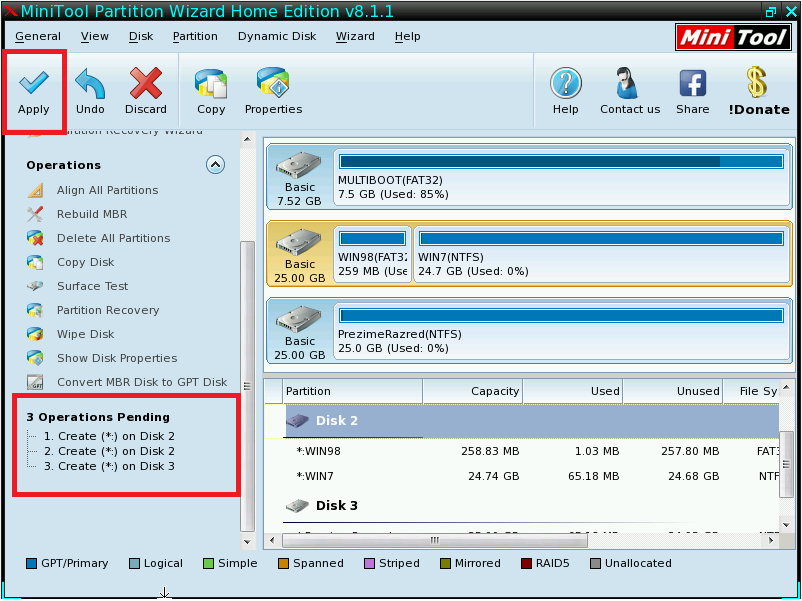 MiniTool Partition Wizard Home Edition v8.1.1
General View Disk Partition Dynamic Disk Wizard Help
Mini Tool
Apply Undo Discard Copy Properties Help Contact us Share !Donate
Partition Recovery Wizard
Operations
Align All Partitions
Rebuild MBR
Delete All Partitions
Copy Disk
Surface Test
Partition Recovery
Wipe Disk
Show Disk Properties
Convert MBR Disk to GPT Disk
3 Operations Pending
1. Create (*:) on Disk 2
2. Create (*:) on Disk 2
3. Create (*:) on Disk 3
Basic
7.52 GB
MULTIBOOT(FAT32)
7.5 GB (Used: 85%)
Basic
25.00 GB
WIN98(FAT32
259 MB (Use
WIN7(NTFS)
24.7 GB (Used: 0%)
Basic
25.00 GB
PrezimeRazred(NTFS)
25.0 GB (Used: 0%)
Partition Capacity Used Unused File Sy
Disk 2
*:WIN98 258.83 MB 1.03 MB 257.80 MB FAT3
*:WIN7 24.74 GB 65.18 MB 24.68 GB NTF
Disk 3
GPT/Primary Logical Simple Spanned Striped Mirrored RAID5 Unallocated